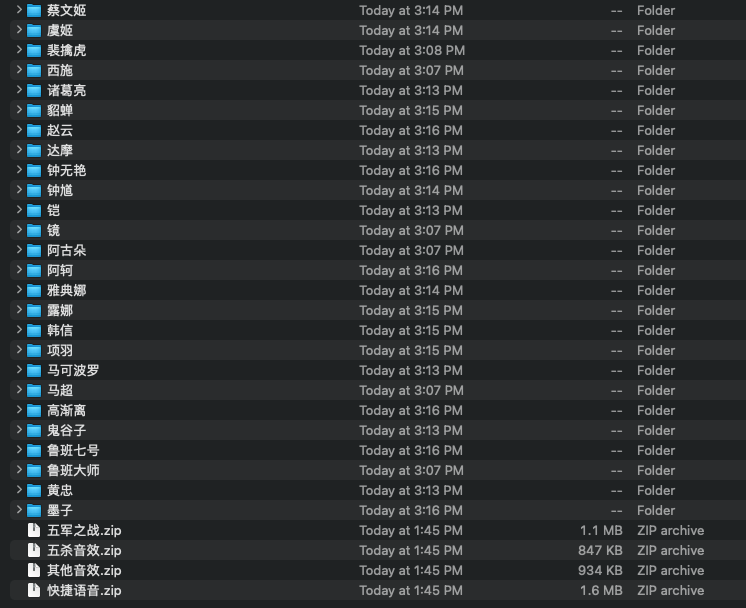 蔡文姬 Today at 3:14 PM -- Folder
虞姬 Today at 3:14 PM -- Folder
裴擒虎 Today at 3:08 PM -- Folder
西施 Today at 3:07 PM -- Folder
诸葛亮 Today at 3:13 PM -- Folder
貂蝉 Today at 3:15 PM -- Folder
赵云 Today at 3:16 PM -- Folder
达摩 Today at 3:13 PM -- Folder
钟无艳 Today at 3:16 PM -- Folder
钟馗 Today at 3:14 PM -- Folder
铠 Today at 3:13 PM -- Folder
镜 Today at 3:07 PM -- Folder
阿古朵 Today at 3:07 PM -- Folder
阿轲 Today at 3:16 PM -- Folder
雅典娜 Today at 3:14 PM -- Folder
露娜 Today at 3:15 PM -- Folder
韩信 Today at 3:15 PM -- Folder
项羽 Today at 3:15 PM -- Folder
马可波罗 Today at 3:13 PM -- Folder
马超 Today at 3:07 PM -- Folder
高渐离 Today at 3:16 PM -- Folder
鬼谷子 Today at 3:13 PM -- Folder
鲁班七号 Today at 3:16 PM -- Folder
鲁班大师 Today at 3:07 PM -- Folder
黄忠 Today at 3:13 PM -- Folder
墨子 Today at 3:16 PM -- Folder
五军之战.zip Today at 1:45 PM 1.1 MB ZIP archive
五杀音效.zip Today at 1:45 PM 847 KB ZIP archive
其他音效.zip Today at 1:45 PM 934 KB ZIP archive
快捷语音.zip Today at 1:45 PM 1.6 MB ZIP archive